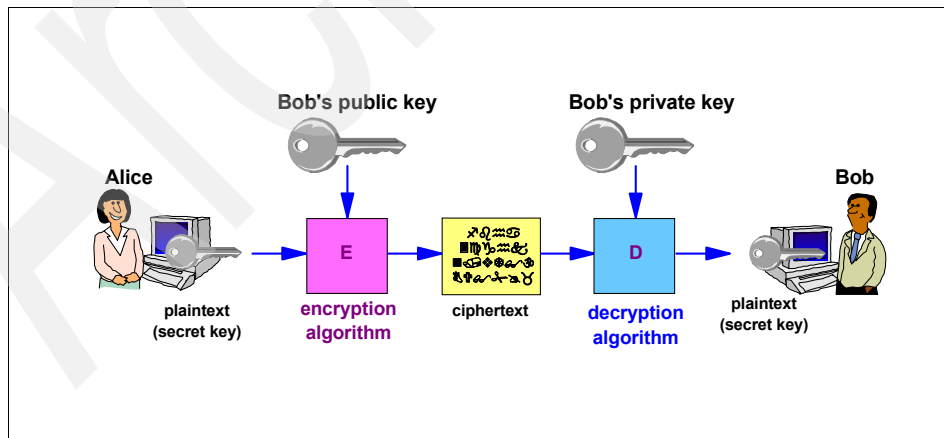 Bob's public key
Bob's private key
Alice
Bob
E
D
plaintext
(secret key)
encryption
algorithm
ciphertext
decryption
algorithm
plaintext
(secret key)